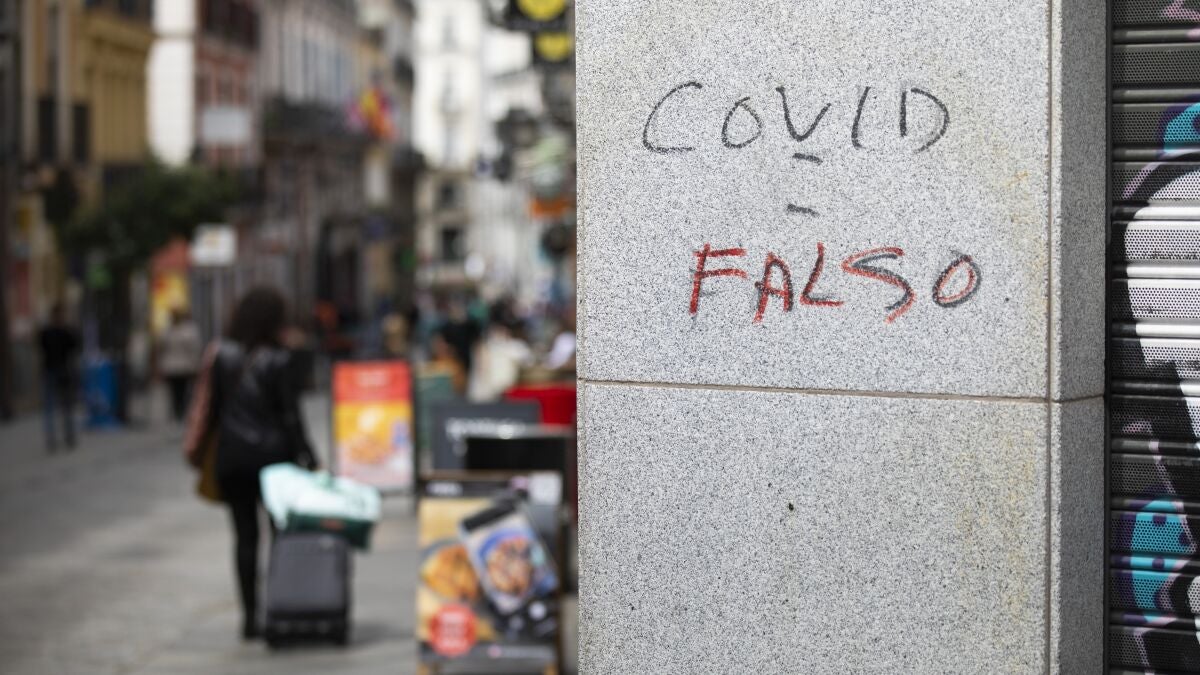 COVID
=
FALSO